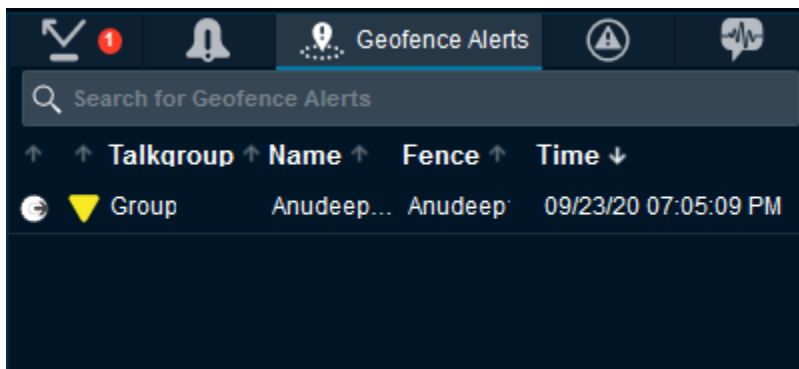 1 Geofence Alerts
Search for Geofence Alerts
Talkgroup Name Fence Time
Group Anudeep... Anudeep 09/23/20 07:05:09 PM